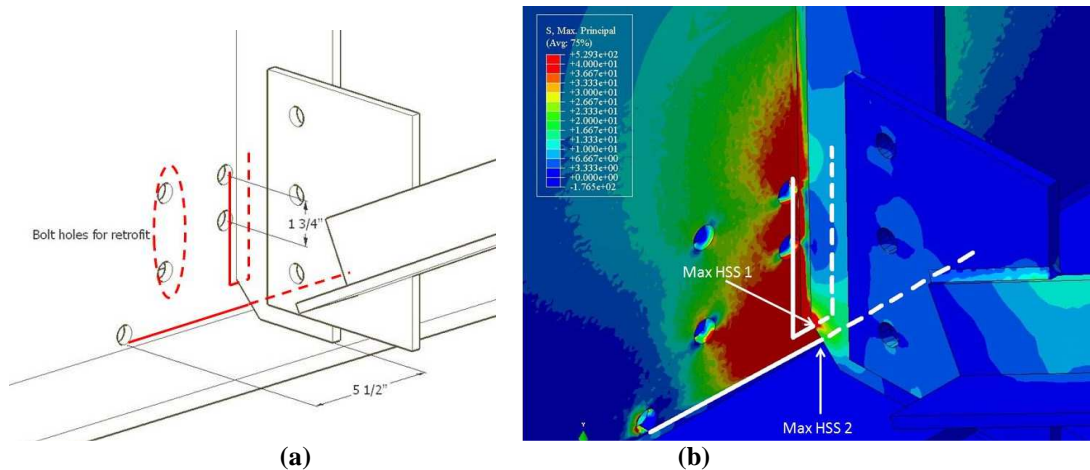 Bolt holes for retrofit
1 3/4"
5 1/2"
(a)
S, Max. Principal
(Avg: 75%)
+5.293e+02
+4.000e+01
+3.667e+01
+3.333e+01
+3.000e+01
+2.667e+01
+2.333e+01
+2.000e+01
+1.667e+01
+1.333e+01
+1.000e+01
+6.667e+00
+3.333e+00
+0.000e+00
-1.765e+02
Max HSS 1
Max HSS 2
Y
(b)